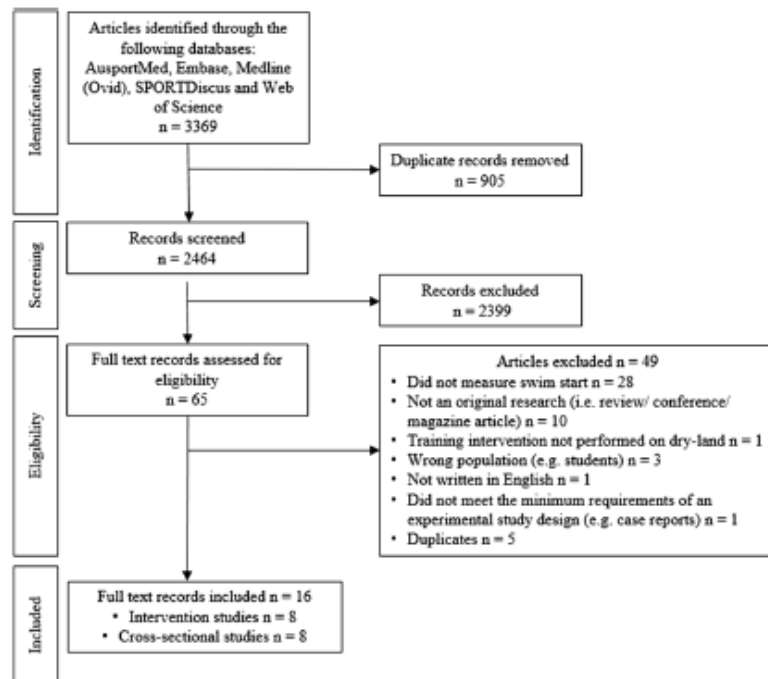 Identification
Articles identified through the
following databases:
AusportMed, Embase, Medline
(Ovid), SPORTDiscus and Web
of Science
n = 3369
Duplicate records removed
n = 905
Screening
Records screened
n = 2464
Records excluded
n = 2399
Eligibility
Full text records assessed for
eligibility
n = 65
Articles excluded n = 49
• Did not measure swim start n = 28
• Not an original research (i.e. review/ conference/
magazine article) n = 10
• Training intervention not performed on dry-land n = 1
• Wrong population (e.g. students) n = 3
• Not written in English n = 1
• Did not meet the minimum requirements of an
experimental study design (e.g. case reports) n = 1
• Duplicates n = 5
Included
Full text records included n = 16
• Intervention studies n = 8
• Cross-sectional studies n = 8